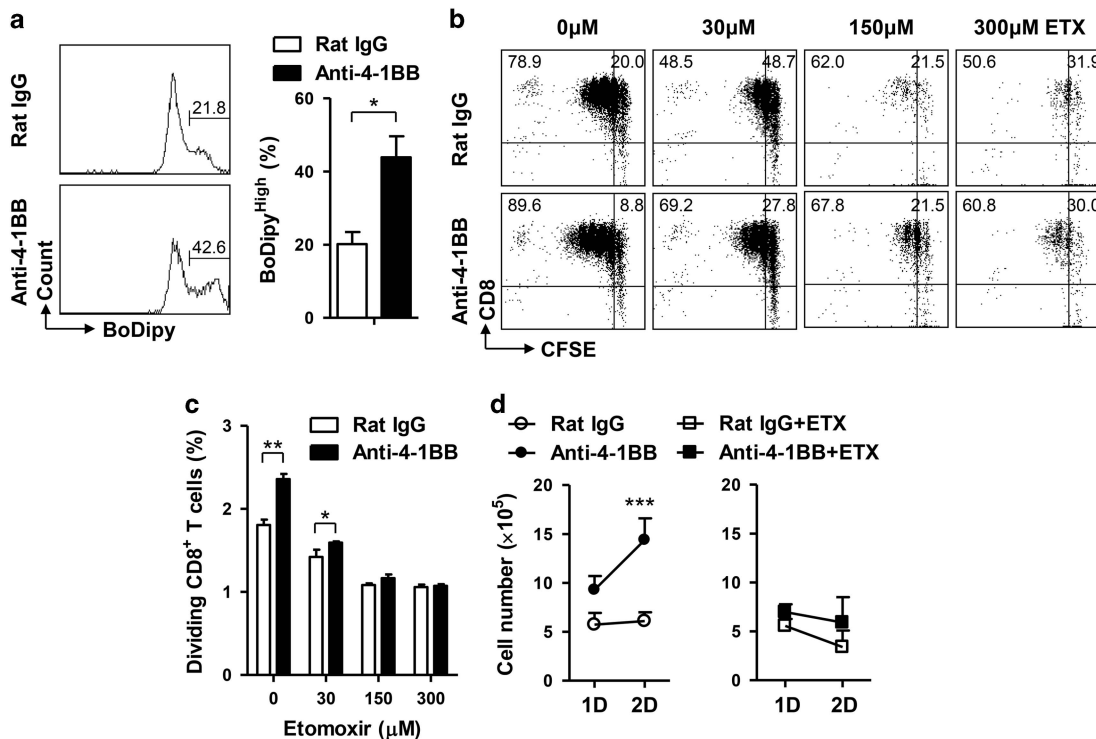 a
Rat IgG
21.8
Anti-4-1BB
42.6
Count
BoDipy
Rat IgG
Anti-4-1BB
BoDipy^High (%)
60
40
20
0
*
b
0µM 30µM 150µM 300µM ETX
Rat IgG
78.9 20.0 48.5 48.7 62.0 21.5 50.6 31.9
Anti-4-1BB
89.6 8.8 69.2 27.8 67.8 21.5 60.8 30.0
CD8
CFSE
c
Rat IgG
Anti-4-1BB
Dividing CD8⁺ T cells (%)
3
2
1
0
**
*
0 30 150 300
Etomoxir (µM)
d
Rat IgG Rat IgG+ETX
Anti-4-1BB Anti-4-1BB+ETX
Cell number (×10⁵)
20 20
15 15
10 10
5 5
0 0
***
1D 2D 1D 2D